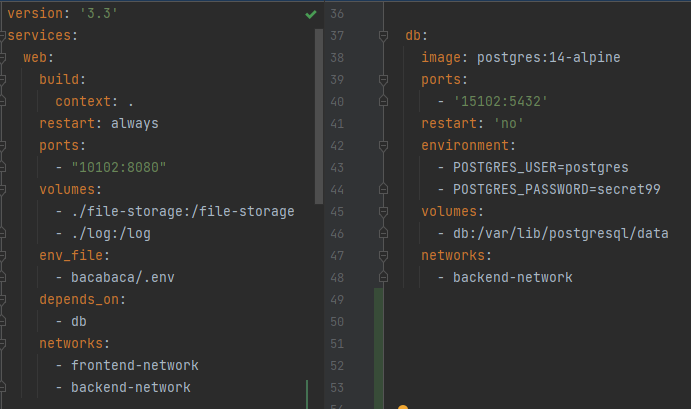 version: '3.3'
services:
  web:
    build:
      context: .
    restart: always
    ports:
      - "10102:8080"
    volumes:
      - ./file-storage:/file-storage
      - ./log:/log
    env_file:
      - bacabaca/.env
    depends_on:
      - db
    networks:
      - frontend-network
      - backend-network
36
37   db:
38     image: postgres:14-alpine
39     ports:
40       - '15102:5432'
41     restart: 'no'
42     environment:
43       - POSTGRES_USER=postgres
44       - POSTGRES_PASSWORD=secret99
45     volumes:
46       - db:/var/lib/postgresql/data
47     networks:
48       - backend-network
49
50
51
52
53